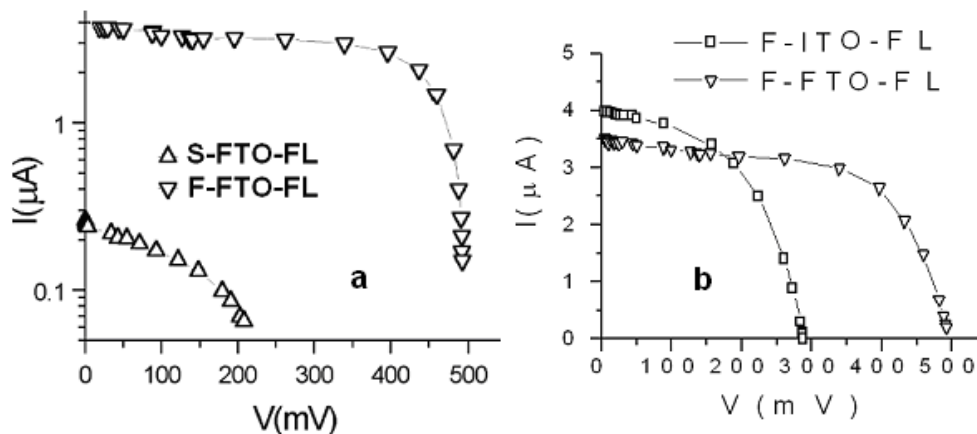 I(μA)
1
0.1
△ S-FTO-FL
▽ F-FTO-FL
a
0 100 200 300 400 500
V(mV)
I(μA)
5
4
3
2
1
0
F-ITO-FL
F-FTO-FL
b
0 100 200 300 400 500
V(mV)